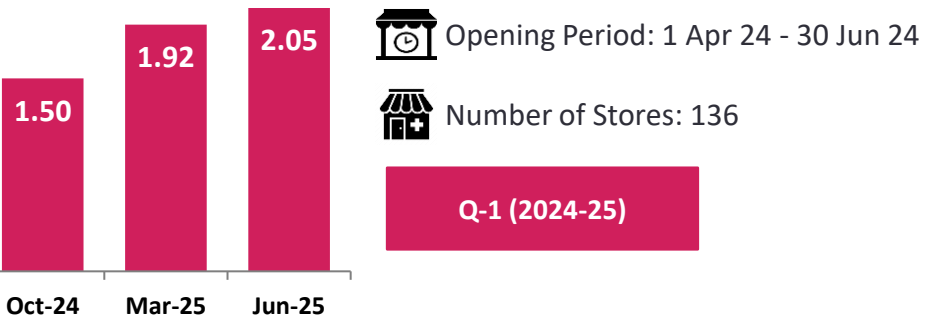 2.05
1.92
1.50
Oct-24 Mar-25 Jun-25
Opening Period: 1 Apr 24 - 30 Jun 24
Number of Stores: 136
Q-1 (2024-25)